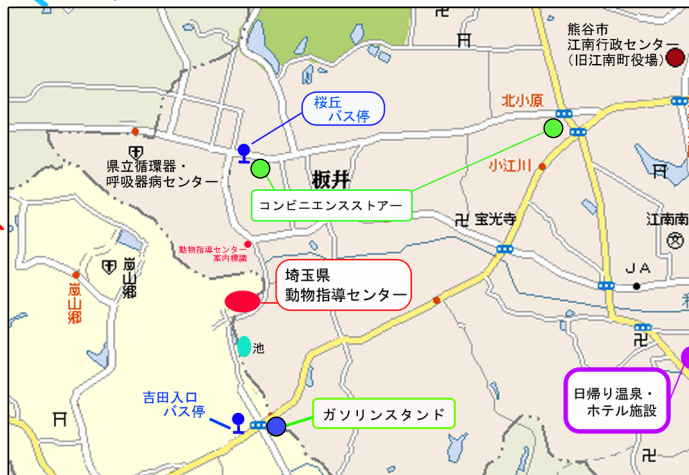 熊谷市
江南行政センター
(旧江南町役場)
桜丘
バス停
北小原
県立循環器・
呼吸器病センター
板井
小江川
コンビニエンスストアー
宝光寺
江南南
動物指導センター
案内標識
嵐山郷
嵐山郷
埼玉県
動物指導センター
JA
池
日帰り温泉・
ホテル施設
吉田入口
バス停
ガソリンスタンド